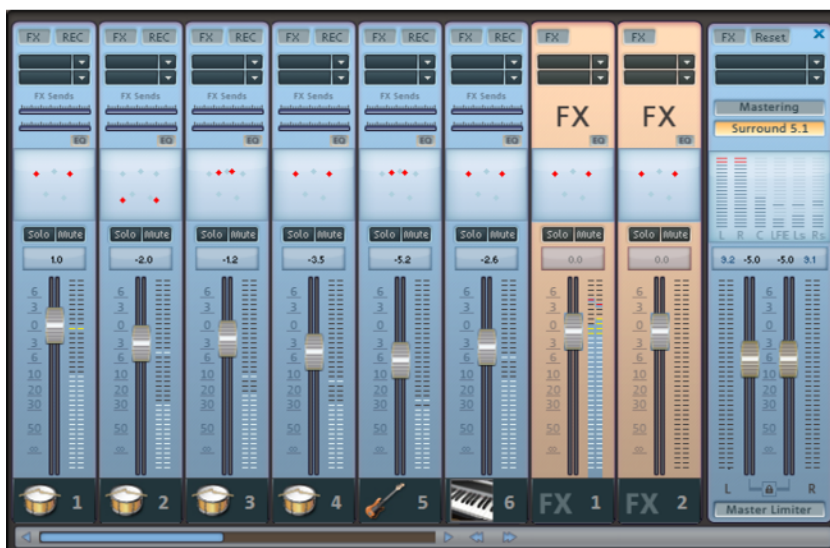 FX REC FX REC FX REC FX REC FX REC FX REC FX FX FX Reset X
FX Sends FX Sends FX Sends FX Sends FX Sends FX Sends FX FX Mastering
Surround 5.1
EQ EQ EQ EQ EQ EQ EQ EQ
L R C LFE Ls Rs
Solo Mute Solo Mute Solo Mute Solo Mute Solo Mute Solo Mute Solo Mute Solo Mute
1.0 -2.0 -1.2 -3.5 -5.2 -2.6 0.0 0.0 9.2 -5.0 -5.0 9.1
6 6 6 6 6 6 6 6 6
3 3 3 3 3 3 3 3 3
0 0 0 0 0 0 0 0 0
3 3 3 3 3 3 3 3 3
6 6 6 6 6 6 6 6 6
10 10 10 10 10 10 10 10 10
20 20 20 20 20 20 20 20 20
30 30 30 30 30 30 30 30 30
50 50 50 50 50 50 50 50 50
∞ ∞ ∞ ∞ ∞ ∞ ∞ ∞ ∞
1 2 3 4 5 6 FX 1 FX 2 L R
Master Limiter